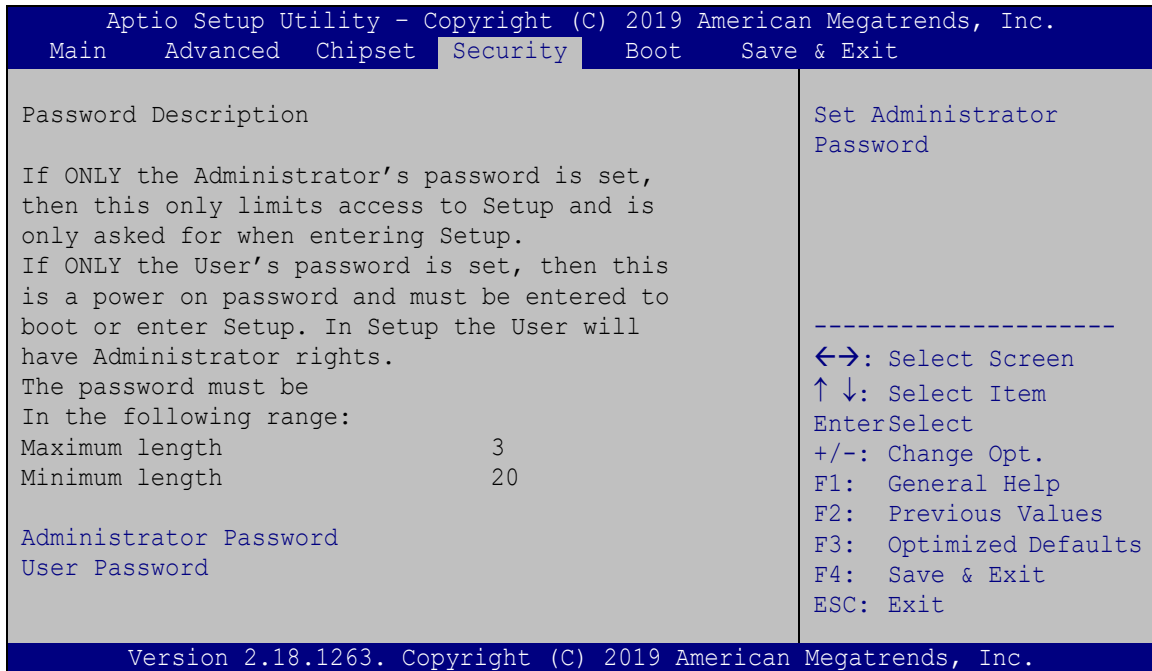 Aptio Setup Utility – Copyright (C) 2019 American Megatrends, Inc.
Main Advanced Chipset Security Boot Save & Exit
Password Description
If ONLY the Administrator’s password is set,
then this only limits access to Setup and is
only asked for when entering Setup.
If ONLY the User’s password is set, then this
is a power on password and must be entered to
boot or enter Setup. In Setup the User will
have Administrator rights.
The password must be
In the following range:
Maximum length 3
Minimum length 20
Administrator Password
User Password
Set Administrator
Password
---------------------
←→: Select Screen
↑ ↓: Select Item
EnterSelect
+/-: Change Opt.
F1: General Help
F2: Previous Values
F3: Optimized Defaults
F4: Save & Exit
ESC: Exit
Version 2.18.1263. Copyright (C) 2019 American Megatrends, Inc.